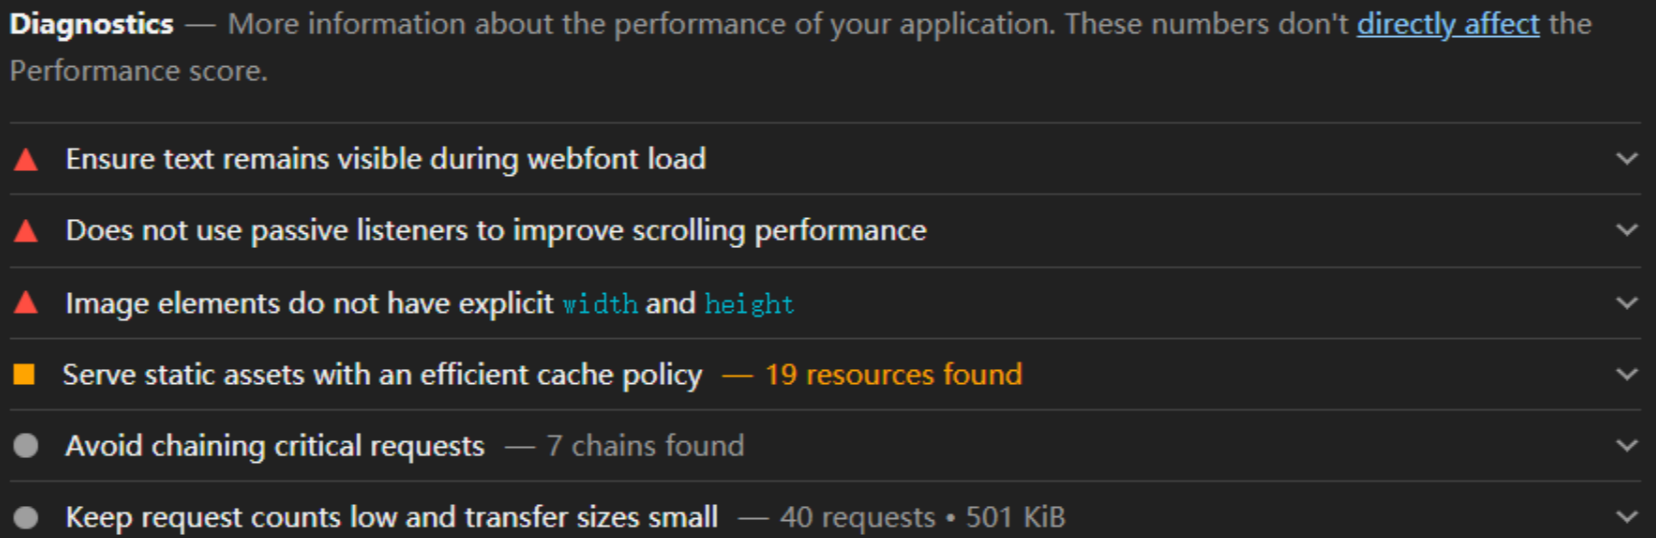 Diagnostics — More information about the performance of your application. These numbers don't directly affect the
Performance score.
Ensure text remains visible during webfont load
Does not use passive listeners to improve scrolling performance
Image elements do not have explicit width and height
Serve static assets with an efficient cache policy — 19 resources found
Avoid chaining critical requests — 7 chains found
Keep request counts low and transfer sizes small — 40 requests • 501 KiB